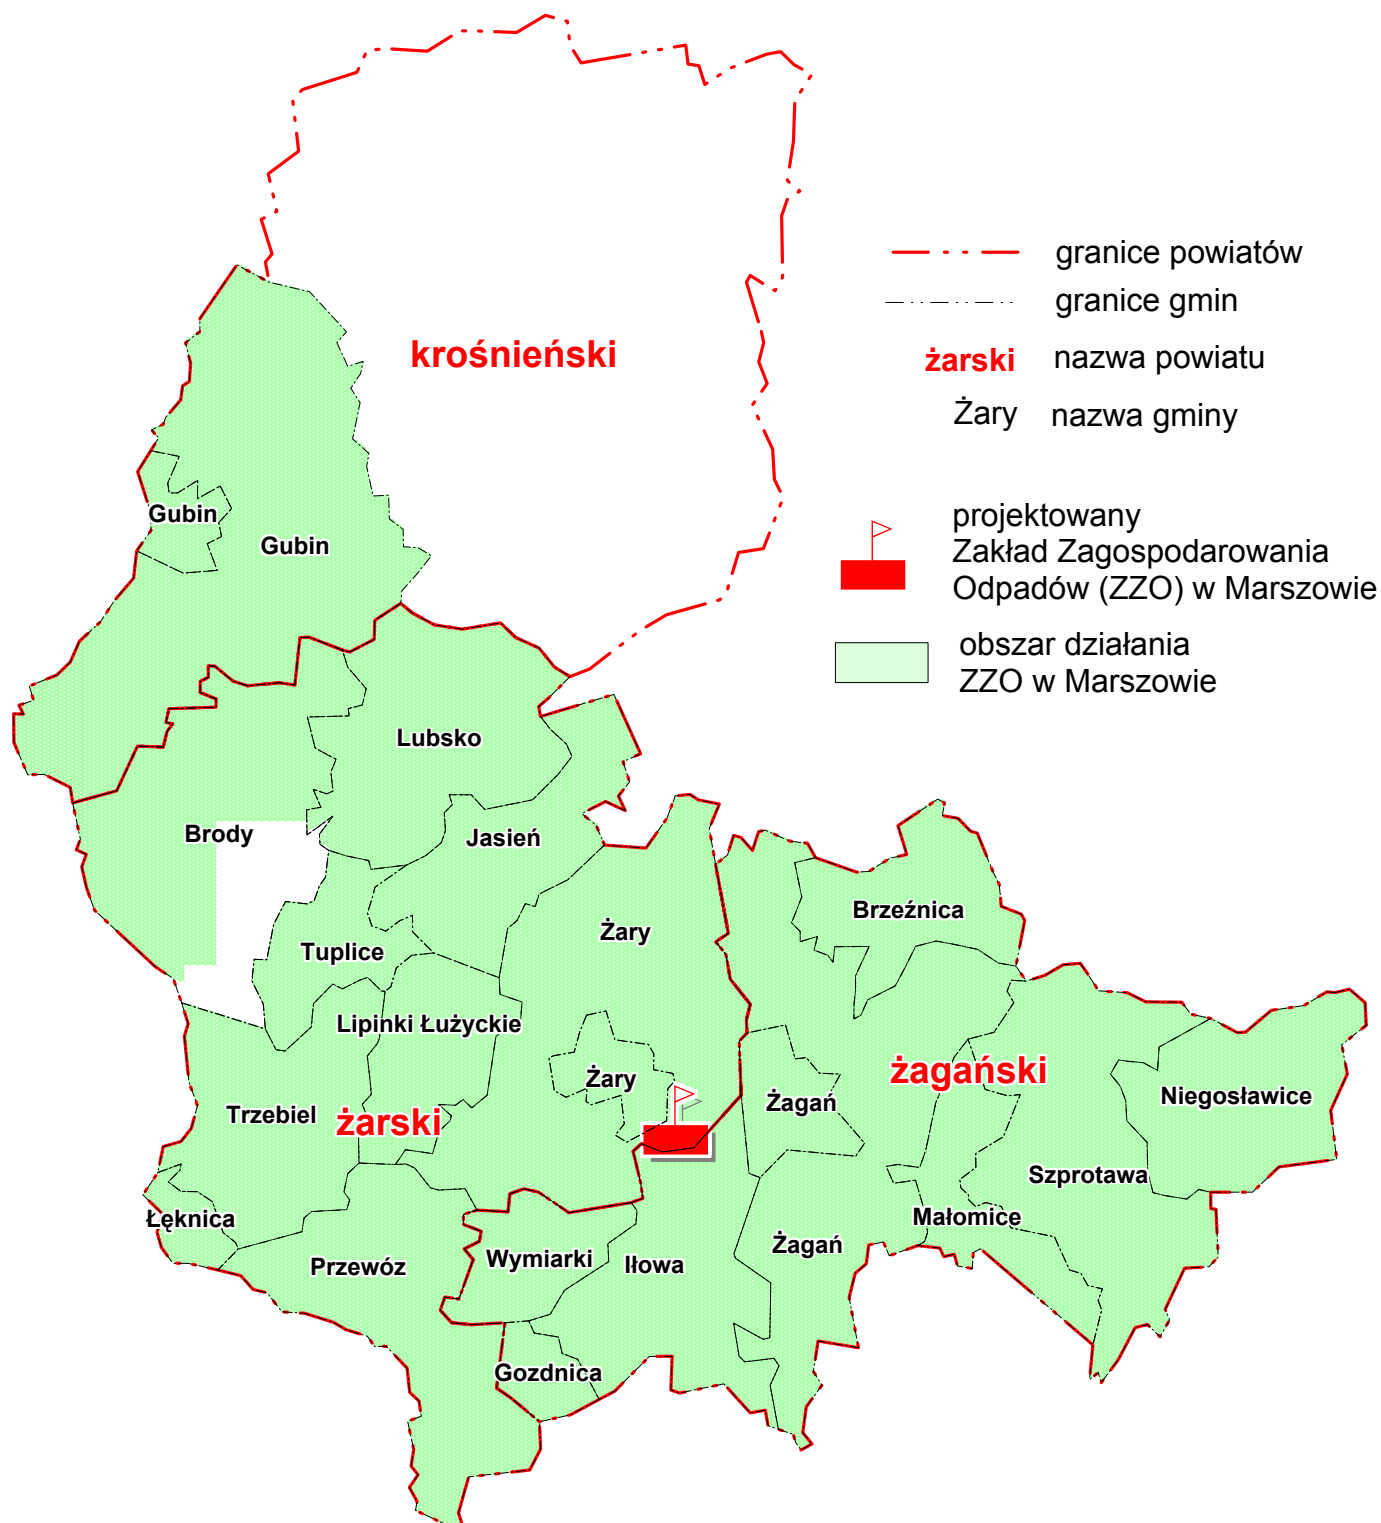 granice powiatów
granice gmin
krośnieński
żarski nazwa powiatu
Żary nazwa gminy
Gubin
Gubin
projektowany
Zakład Zagospodarowania
Odpadów (ZZO) w Marszowie
obszar działania
ZZO w Marszowie
Lubsko
Brody
Jasień
Brzeźnica
Żary
Tuplice
Lipinki Łużyckie
Żary
żagański
Żagań
Niegosławice
Trzebiel
żarski
Szprotawa
Łęknica
Małomice
Przewóz
Wymiarki
Iłowa
Żagań
Gozdnica